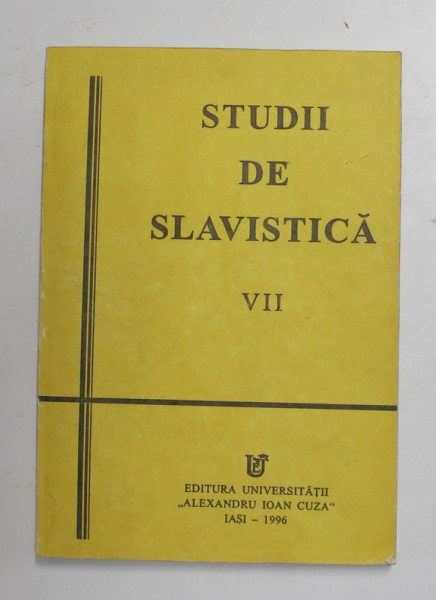 STUDII
DE
SLAVISTICĂ
VII
EDITURA UNIVERSITĂȚII
„ALEXANDRU IOAN CUZA"
IAȘI – 1996